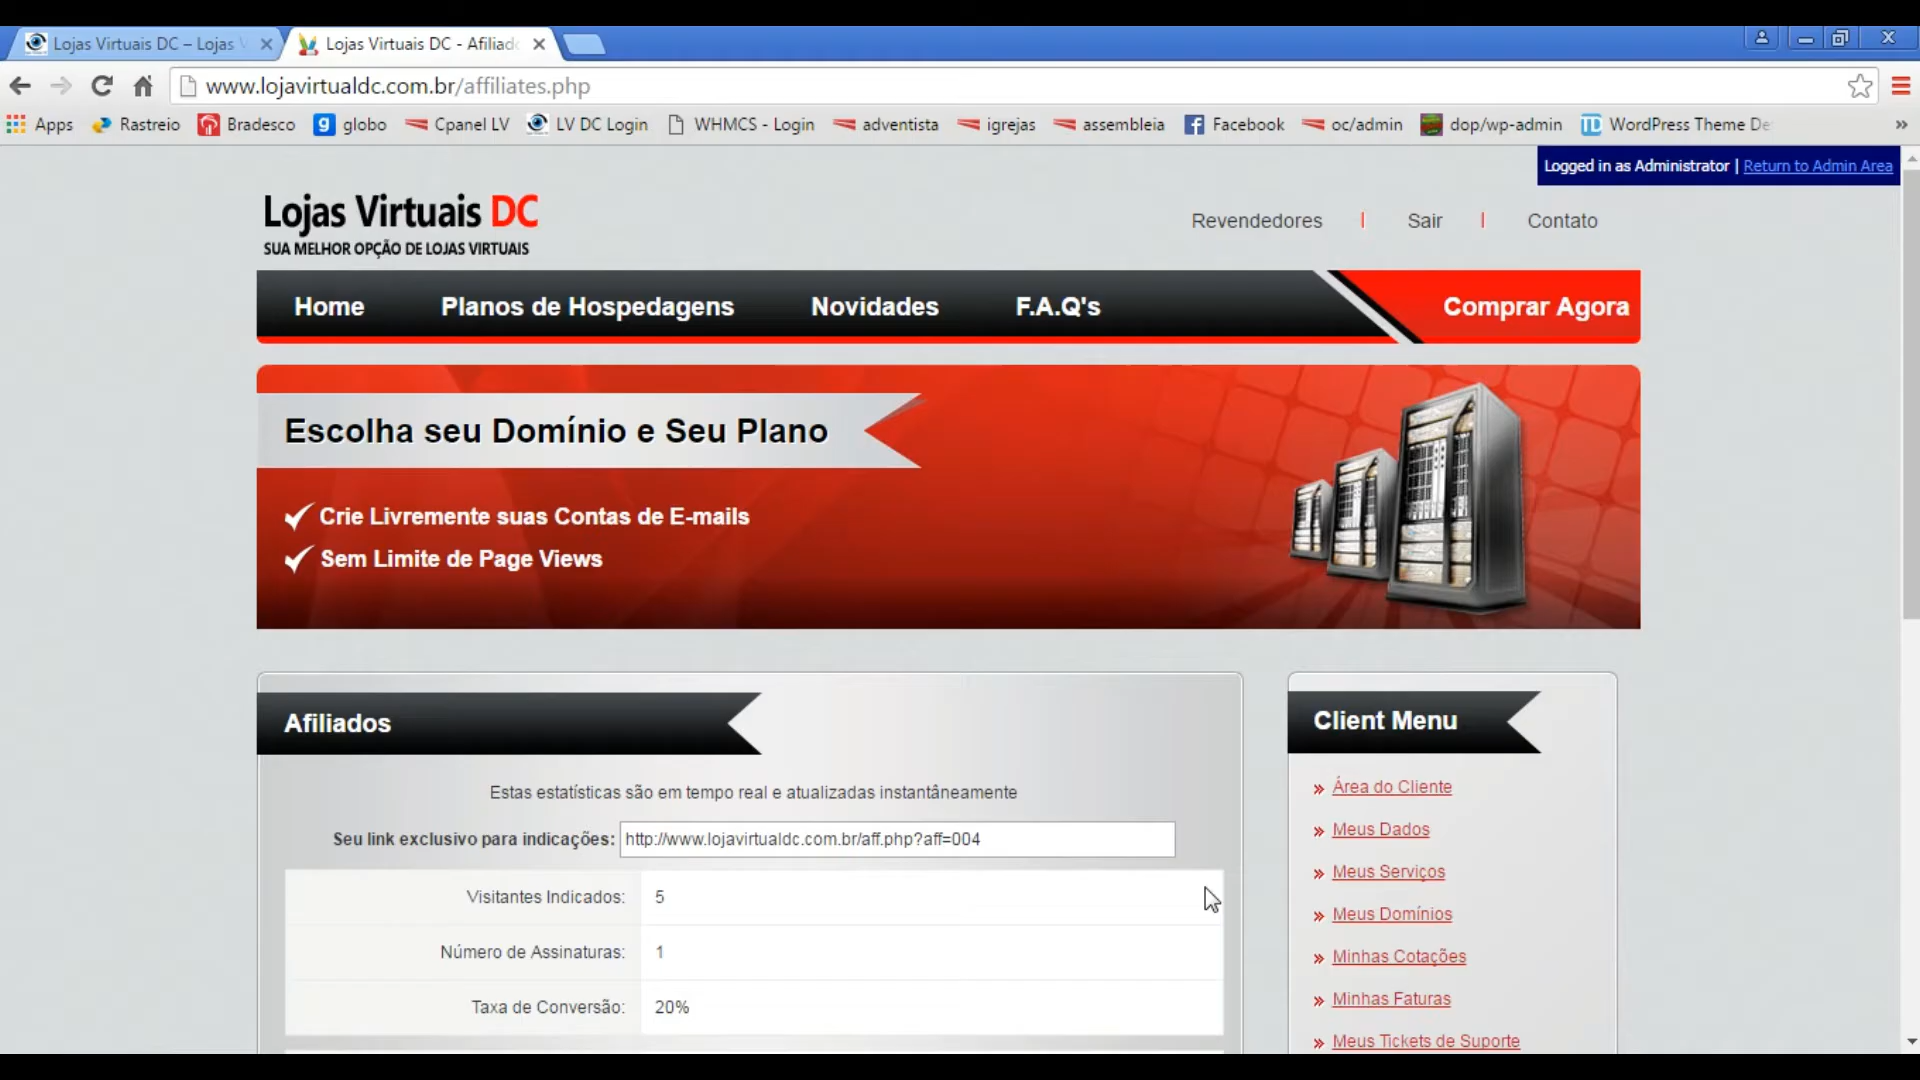 Lojas Virtuais DC – Lojas
Lojas Virtuais DC - Afiliad
www.lojavirtualdc.com.br/affiliates.php
Apps Rastreio Bradesco globo Cpanel LV LV DC Login WHMCS - Login adventista igrejas assembleia Facebook oc/admin dop/wp-admin WordPress Theme De
Logged in as Administrator | Return to Admin Area
Lojas Virtuais DC
SUA MELHOR OPÇÃO DE LOJAS VIRTUAIS
Revendedores | Sair | Contato
Home Planos de Hospedagens Novidades F.A.Q's Comprar Agora
Escolha seu Domínio e Seu Plano
Crie Livremente suas Contas de E-mails
Sem Limite de Page Views
Afiliados
Estas estatísticas são em tempo real e atualizadas instantâneamente
Seu link exclusivo para indicações: http://www.lojavirtualdc.com.br/aff.php?aff=004
Visitantes Indicados: 5
Número de Assinaturas: 1
Taxa de Conversão: 20%
Client Menu
» Área do Cliente
» Meus Dados
» Meus Serviços
» Meus Domínios
» Minhas Cotações
» Minhas Faturas
» Meus Tickets de Suporte